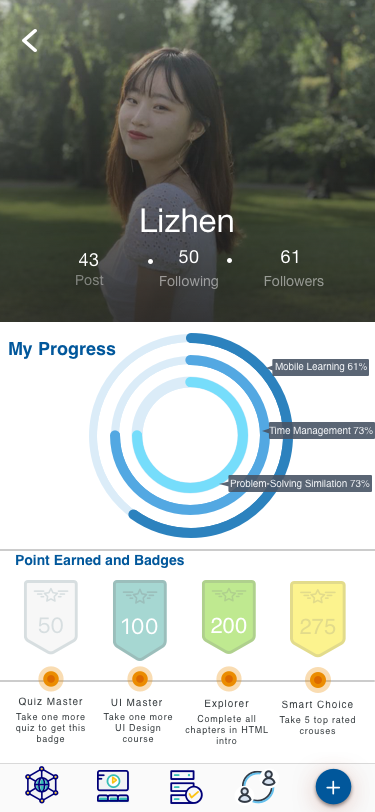 Lizhen
43 50 61
Post Following Followers
My Progress
Mobile Learning 61%
Time Management 73%
Problem-Solving Similation 73%
Point Earned and Badges
50 100 200 275
Quiz Master
Take one more
quiz to get this
badge
UI Master
Take one more
UI Design
course
Explorer
Complete all
chapters in HTML
intro
Smart Choice
Take 5 top rated
crouses